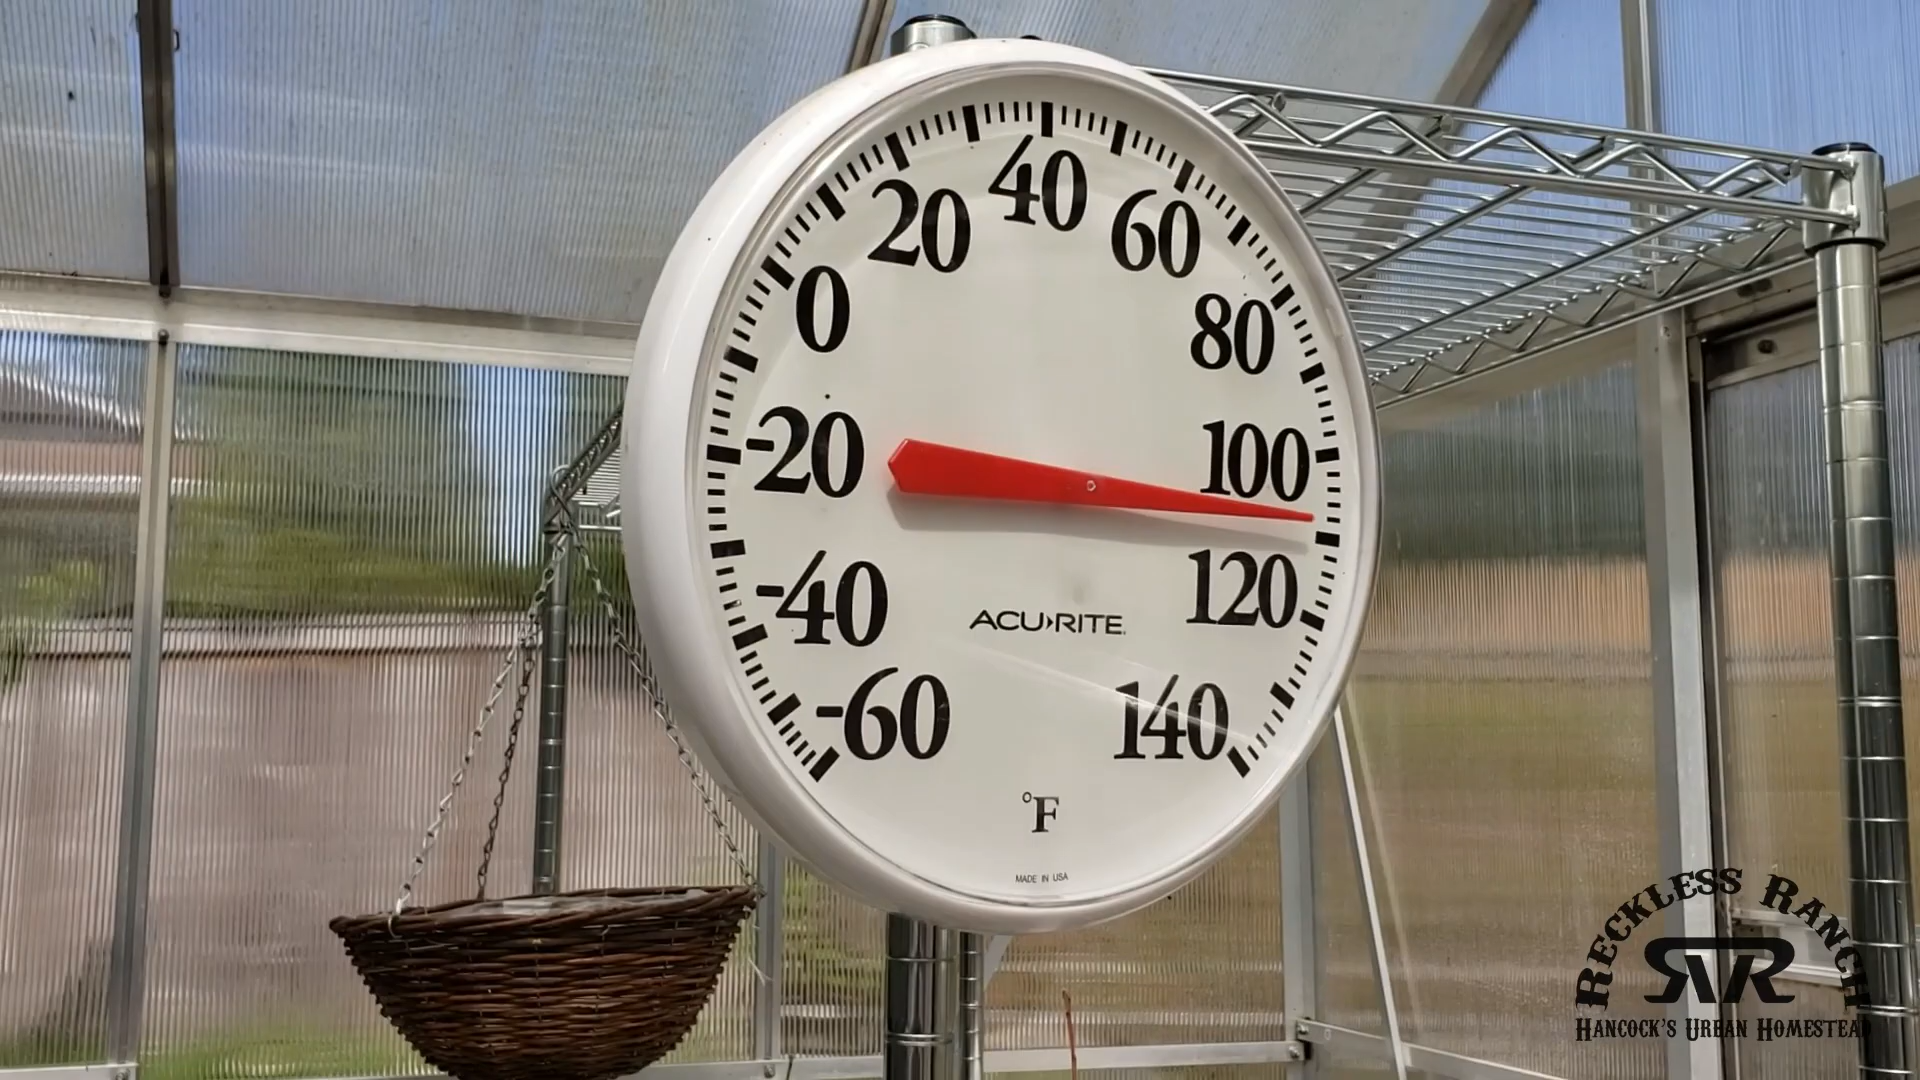 40
20
60
0
80
-20
100
-40
120
-60
140
ACU›RITE
°F
MADE IN USA
RECKLESS RANCH
RVR
HANCOCK'S URBAN HOMESTEAD